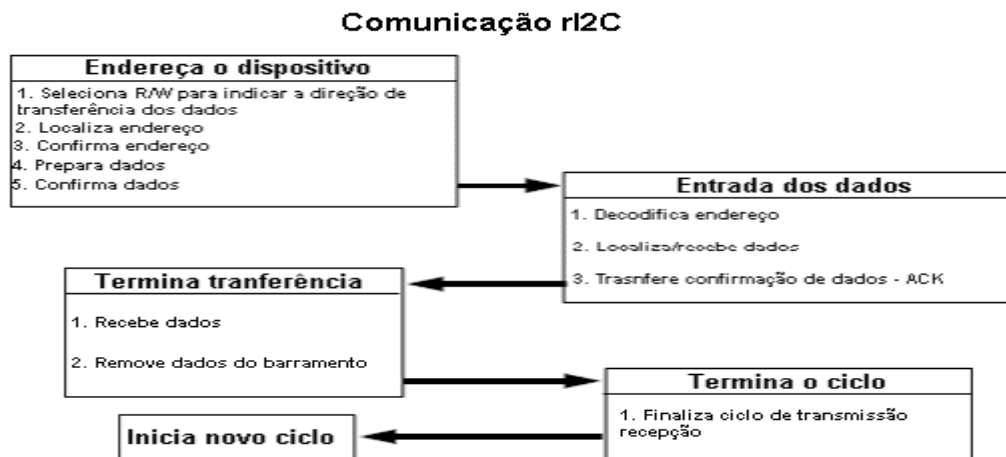 Comunicação rI2C
Endereça o dispositivo
1. Seleciona R/W para indicar a direção de
transferência dos dados
2. Localiza endereço
3. Confirma endereço
4. Prepara dados
5. Confirma dados
Entrada dos dados
1. Decodifica endereço
2. Localiza/recebe dados
3. Trasnfere confirmação de dados - ACK
Termina tranferência
1. Recebe dados
2. Remove dados do barramento
Termina o ciclo
1. Finaliza ciclo de transmissão
recepção
Inicia novo ciclo